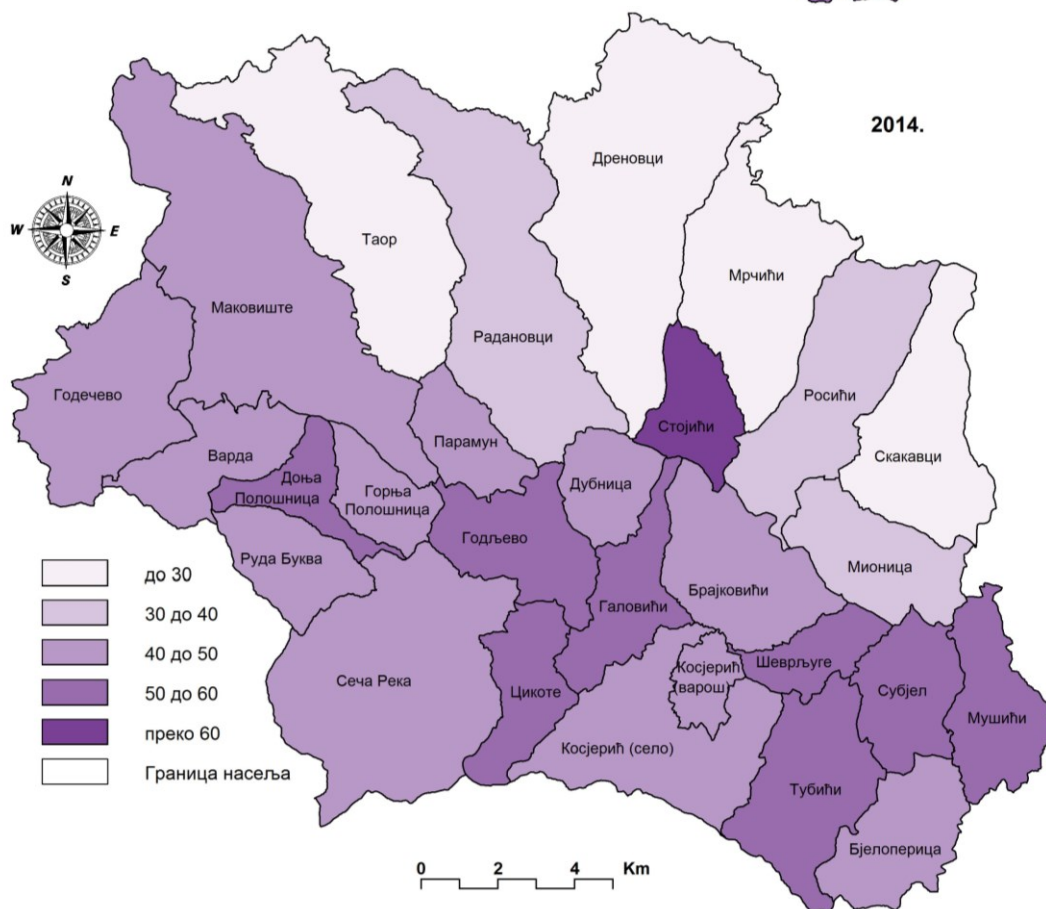 2014.
Дреновци
N
W
E
S
Таор
Мрчићи
Маковиште
Радановци
Годечево
Росићи
Стојићи
Парамун
Варда
Скакавци
Доња
Полошница
Горња
Полошница
Дубница
Годљево
Руда Буква
Мионица
Брајковићи
Галовићи
до 30
30 до 40
40 до 50
50 до 60
преко 60
Граница насеља
Сеча Река
Цикоте
Косјерић
(варош)
Шеврљуге
Субјел
Мушићи
Косјерић (село)
Тубићи
Бјелоперица
0 2 4 Km